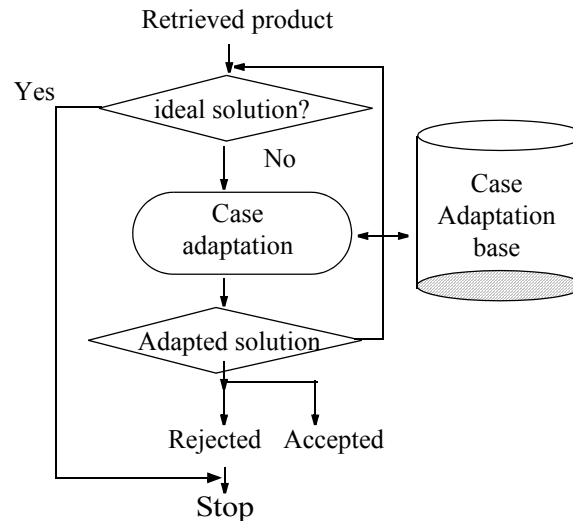 Retrieved product
Yes
ideal solution?
No
Case
adaptation
Case
Adaptation
base
Adapted solution
Rejected
Accepted
Stop